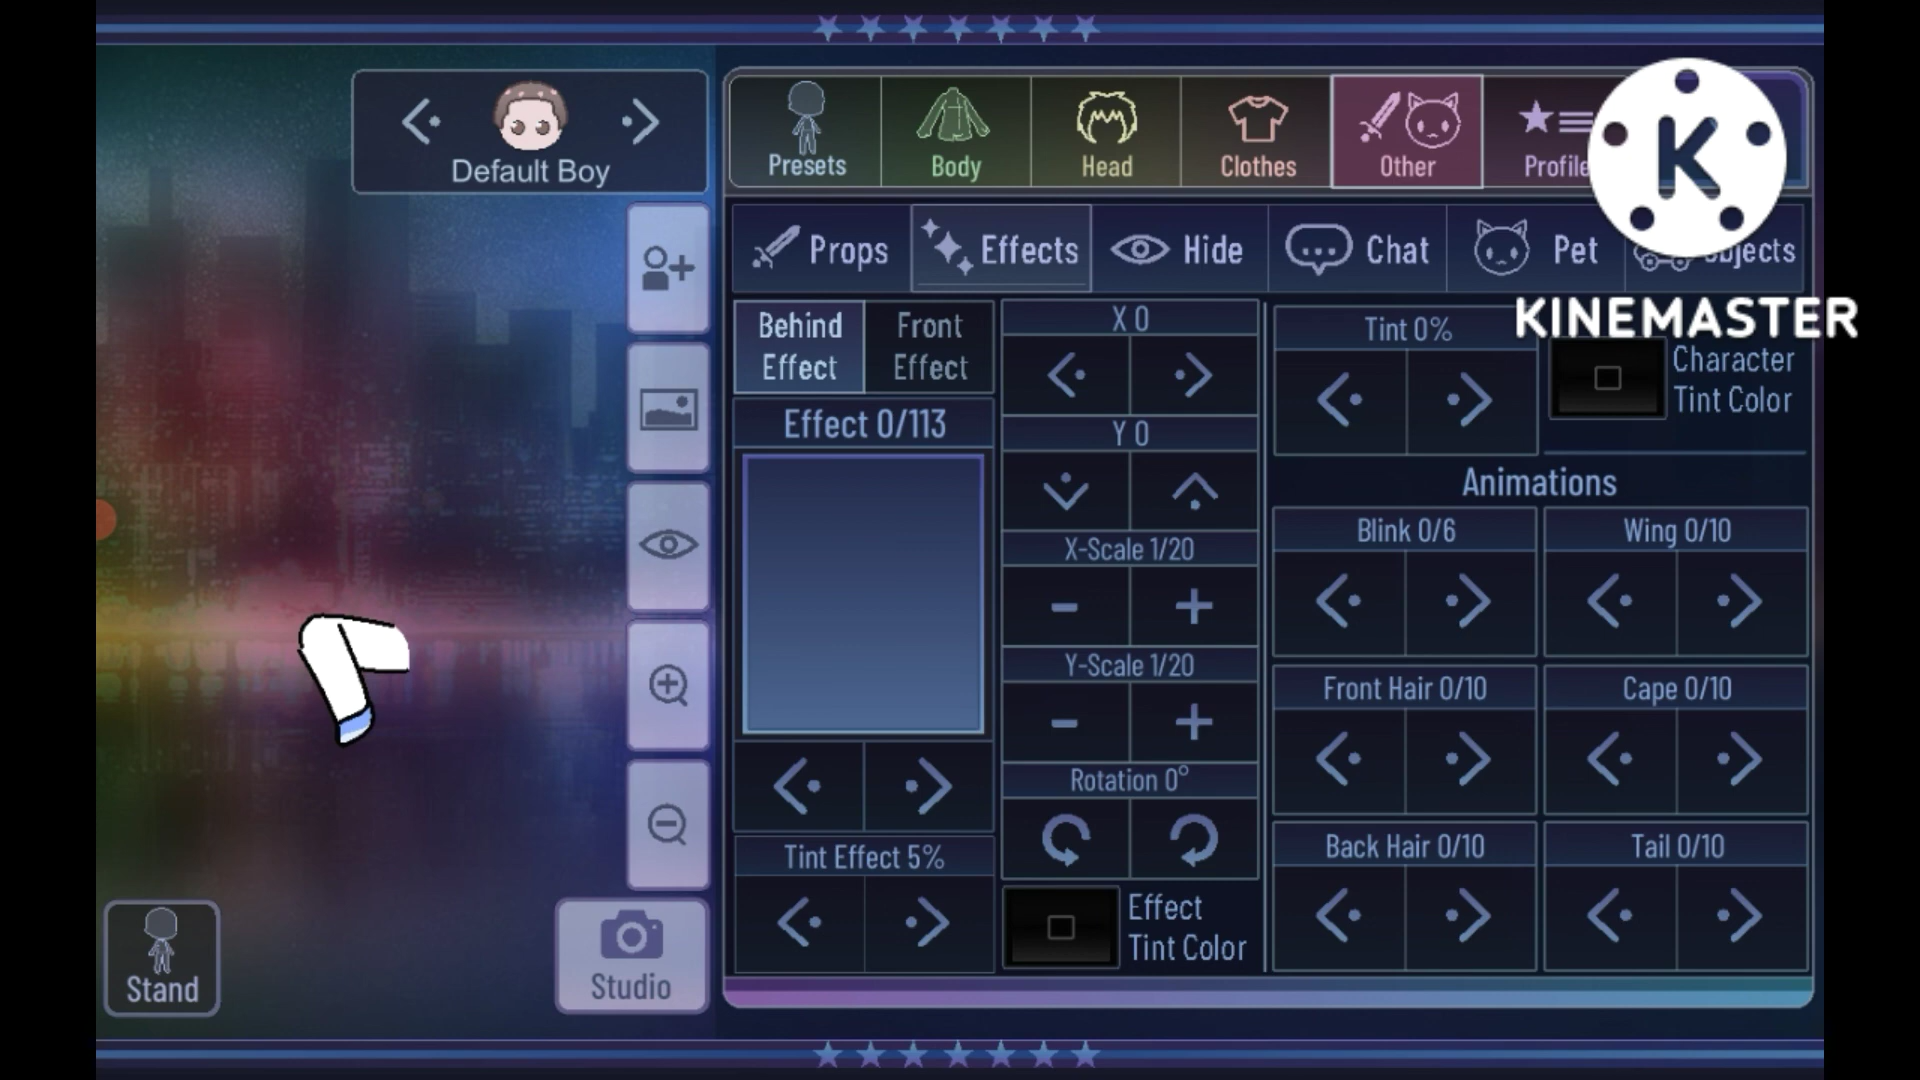 Default Boy
Presets
Body
Head
Clothes
Other
Profile
K
KINEMASTER
Props
Effects
Hide
Chat
Pet
Objects
Behind
Effect
Front
Effect
Effect 0/113
Tint Effect 5%
X 0
Y 0
X-Scale 1/20
Y-Scale 1/20
Rotation 0°
Effect
Tint Color
Tint 0%
Character
Tint Color
Animations
Blink 0/6
Wing 0/10
Front Hair 0/10
Cape 0/10
Back Hair 0/10
Tail 0/10
Stand
Studio